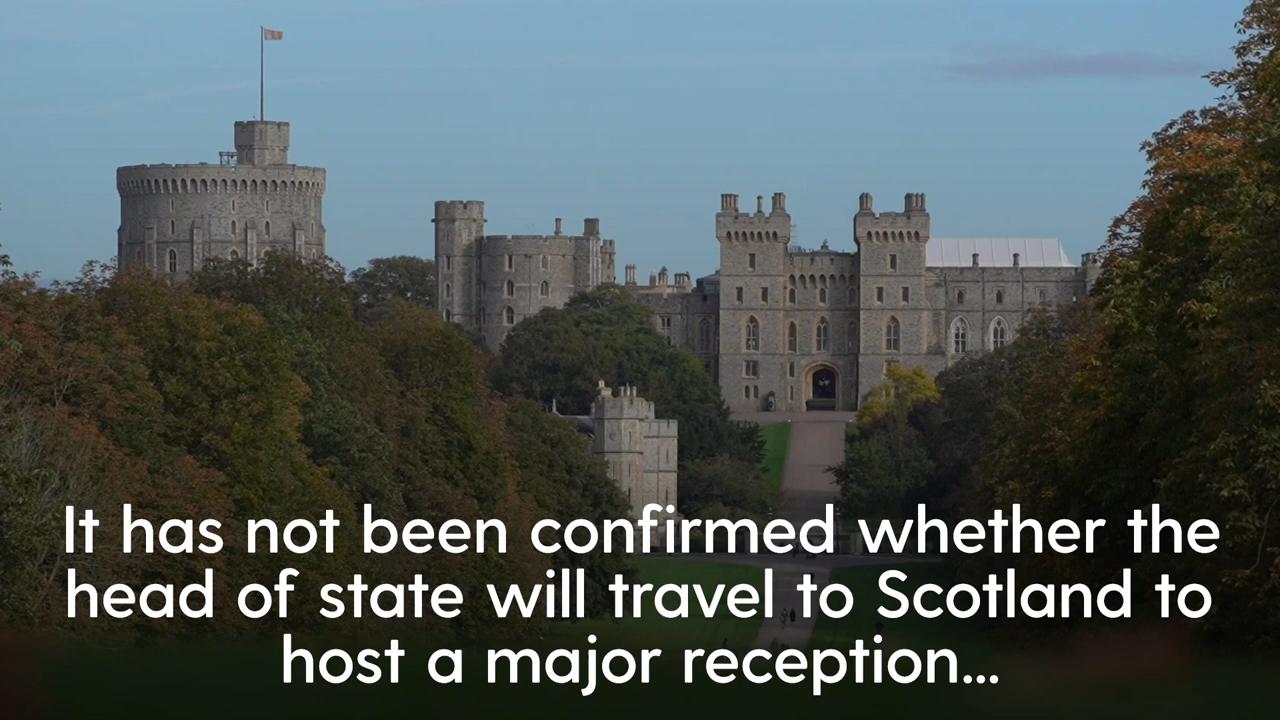 It has not been confirmed whether the
head of state will travel to Scotland to
host a major reception...